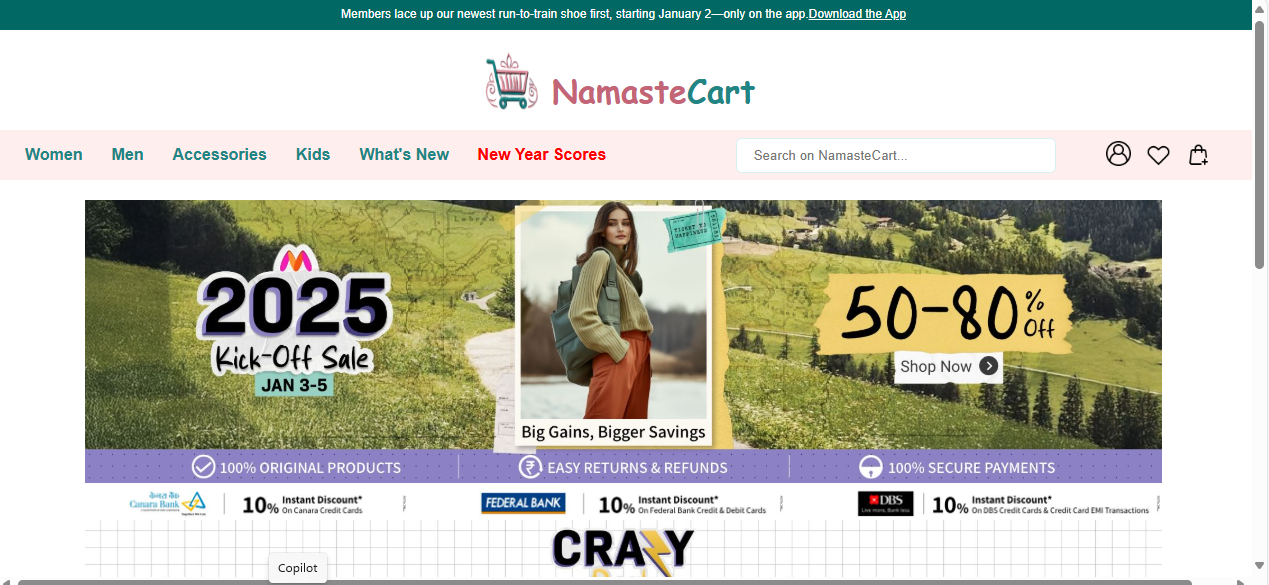 Members lace up our newest run-to-train shoe first, starting January 2—only on the app.Download the App
NamasteCart
Women Men Accessories Kids What's New New Year Scores Search on NamasteCart...
TICKET TO HAPPINESS
2025
Kick-Off Sale
JAN 3-5
50-80% Off
Shop Now
Big Gains, Bigger Savings
100% ORIGINAL PRODUCTS EASY RETURNS & REFUNDS 100% SECURE PAYMENTS
केनरा बैंक
Canara Bank
10% Instant Discount*
On Canara Credit Cards
FEDERAL BANK
10% Instant Discount*
On Federal Bank Credit & Debit Cards
DBS
Live more, Bank less
10% Instant Discount*
On DBS Credit Cards & Credit Card EMI Transactions
CRAZY
Copilot